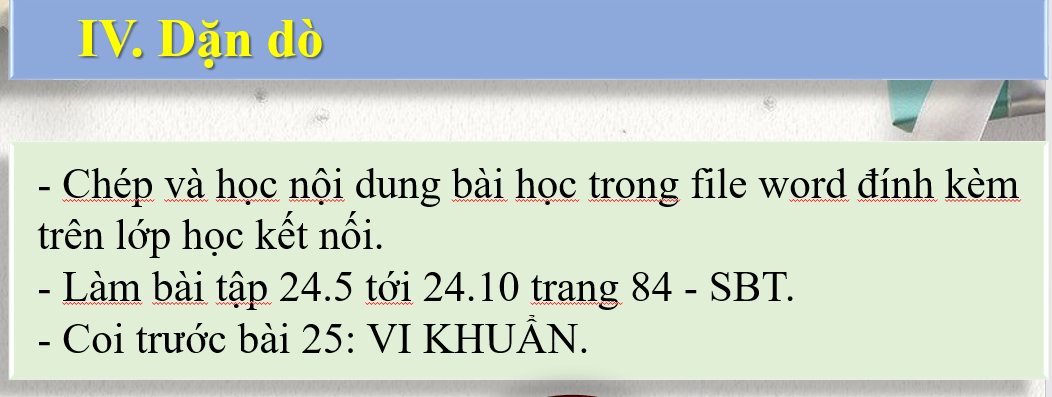 IV. Dặn dò
- Chép và học nội dung bài học trong file word đính kèm
trên lớp học kết nối.
- Làm bài tập 24.5 tới 24.10 trang 84 - SBT.
- Coi trước bài 25: VI KHUẨN.